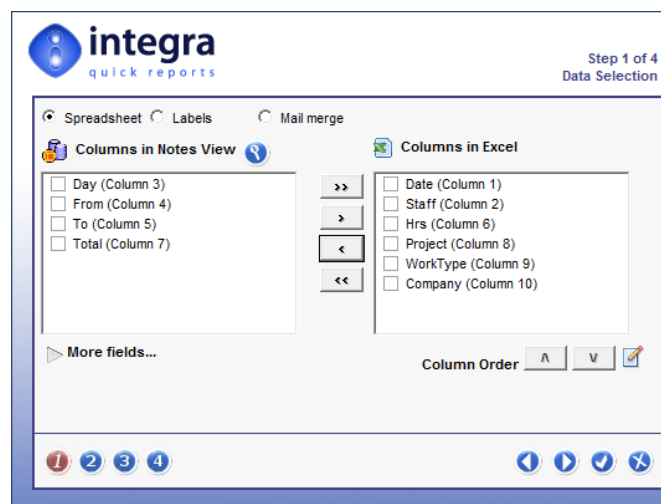 integra
quick reports
Step 1 of 4
Data Selection
Spreadsheet Labels Mail merge
Columns in Notes View
Columns in Excel
Day (Column 3)
From (Column 4)
To (Column 5)
Total (Column 7)
>>
>
<
<<
Date (Column 1)
Staff (Column 2)
Hrs (Column 6)
Project (Column 8)
WorkType (Column 9)
Company (Column 10)
More fields...
Column Order
1 2 3 4